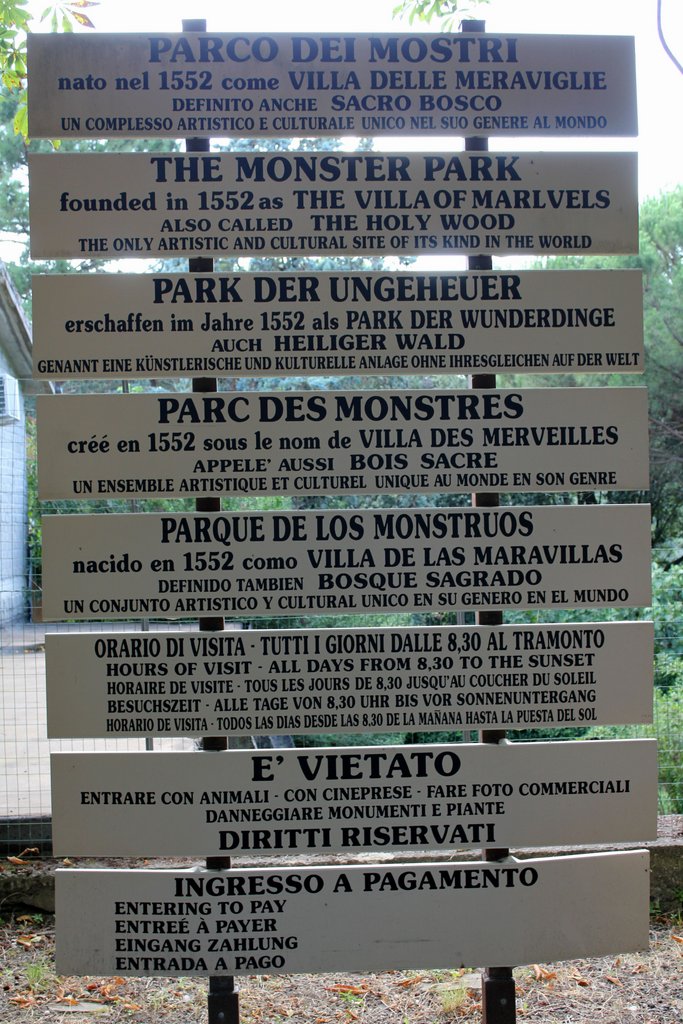 PARCO DEI MOSTRI
nato nel 1552 come VILLA DELLE MERAVIGLIE
DEFINITO ANCHE SACRO BOSCO
UN COMPLESSO ARTISTICO E CULTURALE UNICO NEL SUO GENERE AL MONDO
THE MONSTER PARK
founded in 1552 as THE VILLA OF MARLVELS
ALSO CALLED THE HOLY WOOD
THE ONLY ARTISTIC AND CULTURAL SITE OF ITS KIND IN THE WORLD
PARK DER UNGEHEUER
erschaffen im Jahre 1552 als PARK DER WUNDERDINGE
AUCH HEILIGER WALD
GENANNT EINE KÜNSTLERISCHE UND KULTURELLE ANLAGE OHNE IHRESGLEICHEN AUF DER WELT
PARC DES MONSTRES
créé en 1552 sous le nom de VILLA DES MERVEILLES
APPELE' AUSSI BOIS SACRE
UN ENSEMBLE ARTISTIQUE ET CULTUREL UNIQUE AU MONDE EN SON GENRE
PARQUE DE LOS MONSTRUOS
nacido en 1552 como VILLA DE LAS MARAVILLAS
DEFINIDO TAMBIEN BOSQUE SAGRADO
UN CONJUNTO ARTISTICO Y CULTURAL UNICO EN SU GENERO EN EL MUNDO
ORARIO DI VISITA - TUTTI I GIORNI DALLE 8,30 AL TRAMONTO
HOURS OF VISIT - ALL DAYS FROM 8,30 TO THE SUNSET
HORAIRE DE VISITE - TOUS LES JOURS DE 8,30 JUSQU'AU COUCHER DU SOLEIL
BESUCHSZEIT - ALLE TAGE VON 8,30 UHR BIS VOR SONNENUNTERGANG
HORARIO DE VISITA - TODOS LAS DIAS DESDE LAS 8,30 DE LA MAÑANA HASTA LA PUESTA DEL SOL
E' VIETATO
ENTRARE CON ANIMALI - CON CINEPRESE - FARE FOTO COMMERCIALI
DANNEGGIARE MONUMENTI E PIANTE
DIRITTI RISERVATI
INGRESSO A PAGAMENTO
ENTERING TO PAY
ENTREÉ À PAYER
EINGANG ZAHLUNG
ENTRADA A PAGO